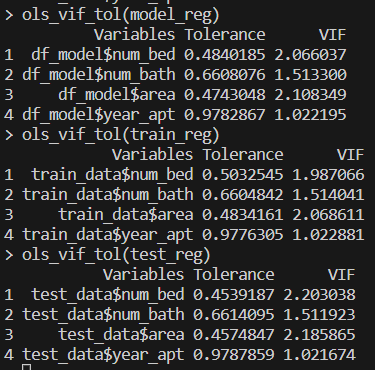 > ols_vif_tol(model_reg)
Variables Tolerance VIF
1 df_model$num_bed 0.4840185 2.066037
2 df_model$num_bath 0.6608076 1.513300
3 df_model$area 0.4743048 2.108349
4 df_model$year_apt 0.9782867 1.022195
> ols_vif_tol(train_reg)
Variables Tolerance VIF
1 train_data$num_bed 0.5032545 1.987066
2 train_data$num_bath 0.6604842 1.514041
3 train_data$area 0.4834161 2.068611
4 train_data$year_apt 0.9776305 1.022881
> ols_vif_tol(test_reg)
Variables Tolerance VIF
1 test_data$num_bed 0.4539187 2.203038
2 test_data$num_bath 0.6614095 1.511923
3 test_data$area 0.4574847 2.185865
4 test_data$year_apt 0.9787859 1.021674